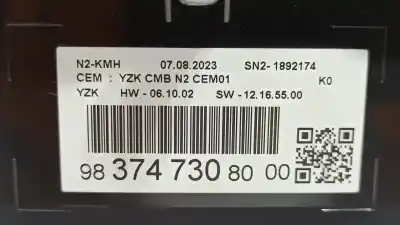 N2-KMH 07.08.2023 SN2- 1892174
CEM : YZK CMB N2 CEM01 K0
YZK HW - 06.10.02 SW - 12.16.55.00
98 374 730 80 00